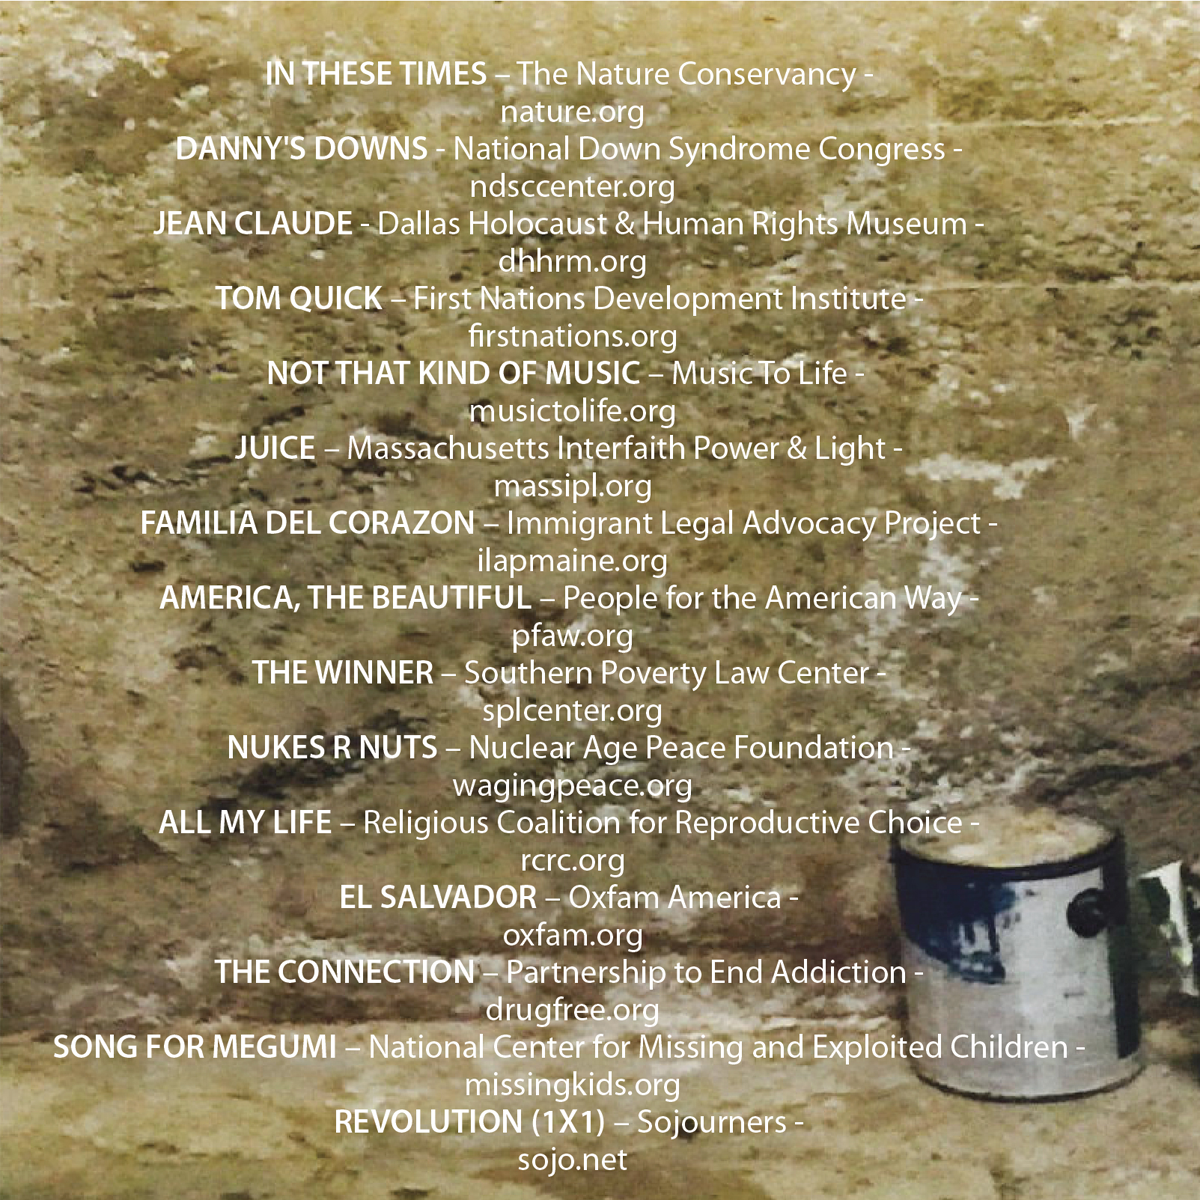 IN THESE TIMES – The Nature Conservancy -
nature.org
DANNY'S DOWNS - National Down Syndrome Congress -
ndsccenter.org
JEAN CLAUDE - Dallas Holocaust & Human Rights Museum -
dhhrm.org
TOM QUICK – First Nations Development Institute -
firstnations.org
NOT THAT KIND OF MUSIC – Music To Life -
musictolife.org
JUICE – Massachusetts Interfaith Power & Light -
massipl.org
FAMILIA DEL CORAZON – Immigrant Legal Advocacy Project -
ilapmaine.org
AMERICA, THE BEAUTIFUL – People for the American Way -
pfaw.org
THE WINNER – Southern Poverty Law Center -
splcenter.org
NUKES R NUTS – Nuclear Age Peace Foundation -
wagingpeace.org
ALL MY LIFE – Religious Coalition for Reproductive Choice -
rcrc.org
EL SALVADOR – Oxfam America -
oxfam.org
THE CONNECTION – Partnership to End Addiction -
drugfree.org
SONG FOR MEGUMI – National Center for Missing and Exploited Children -
missingkids.org
REVOLUTION (1X1) – Sojourners -
sojo.net